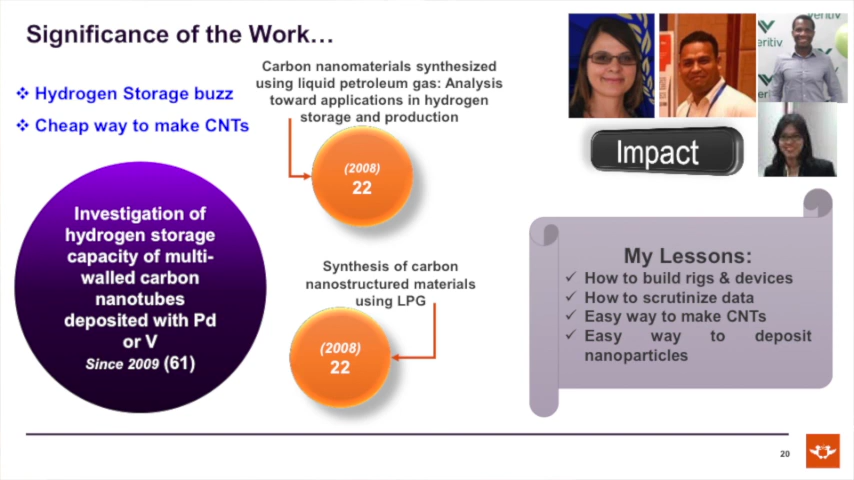 Significance of the Work…
❖ Hydrogen Storage buzz
❖ Cheap way to make CNTs
Carbon nanomaterials synthesized
using liquid petroleum gas: Analysis
toward applications in hydrogen
storage and production
(2008)
22
Investigation of
hydrogen storage
capacity of multi-
walled carbon
nanotubes
deposited with Pd
or V
Since 2009 (61)
Synthesis of carbon
nanostructured materials
using LPG
(2008)
22
veritiv
eritiv
Impact
My Lessons:
✓ How to build rigs & devices
✓ How to scrutinize data
✓ Easy way to make CNTs
✓ Easy way to deposit
nanoparticles
20